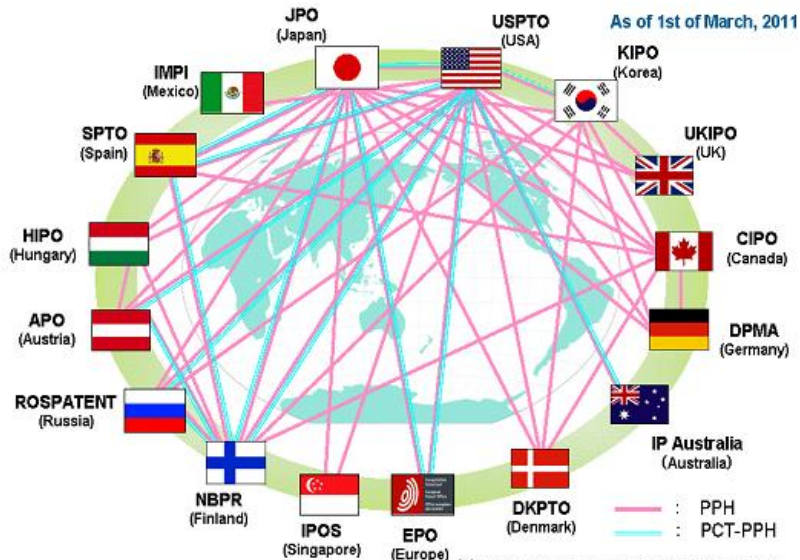 As of 1st of March, 2011
JPO
(Japan)
USPTO
(USA)
KIPO
(Korea)
IMPI
(Mexico)
SPTO
(Spain)
UKIPO
(UK)
HIPO
(Hungary)
CIPO
(Canada)
APO
(Austria)
DPMA
(Germany)
ROSPATENT
(Russia)
IP Australia
(Australia)
NBPR
(Finland)
IPOS
(Singapore)
EPO
(Europe)
DKPTO
(Denmark)
: PPH
: PCT-PPH